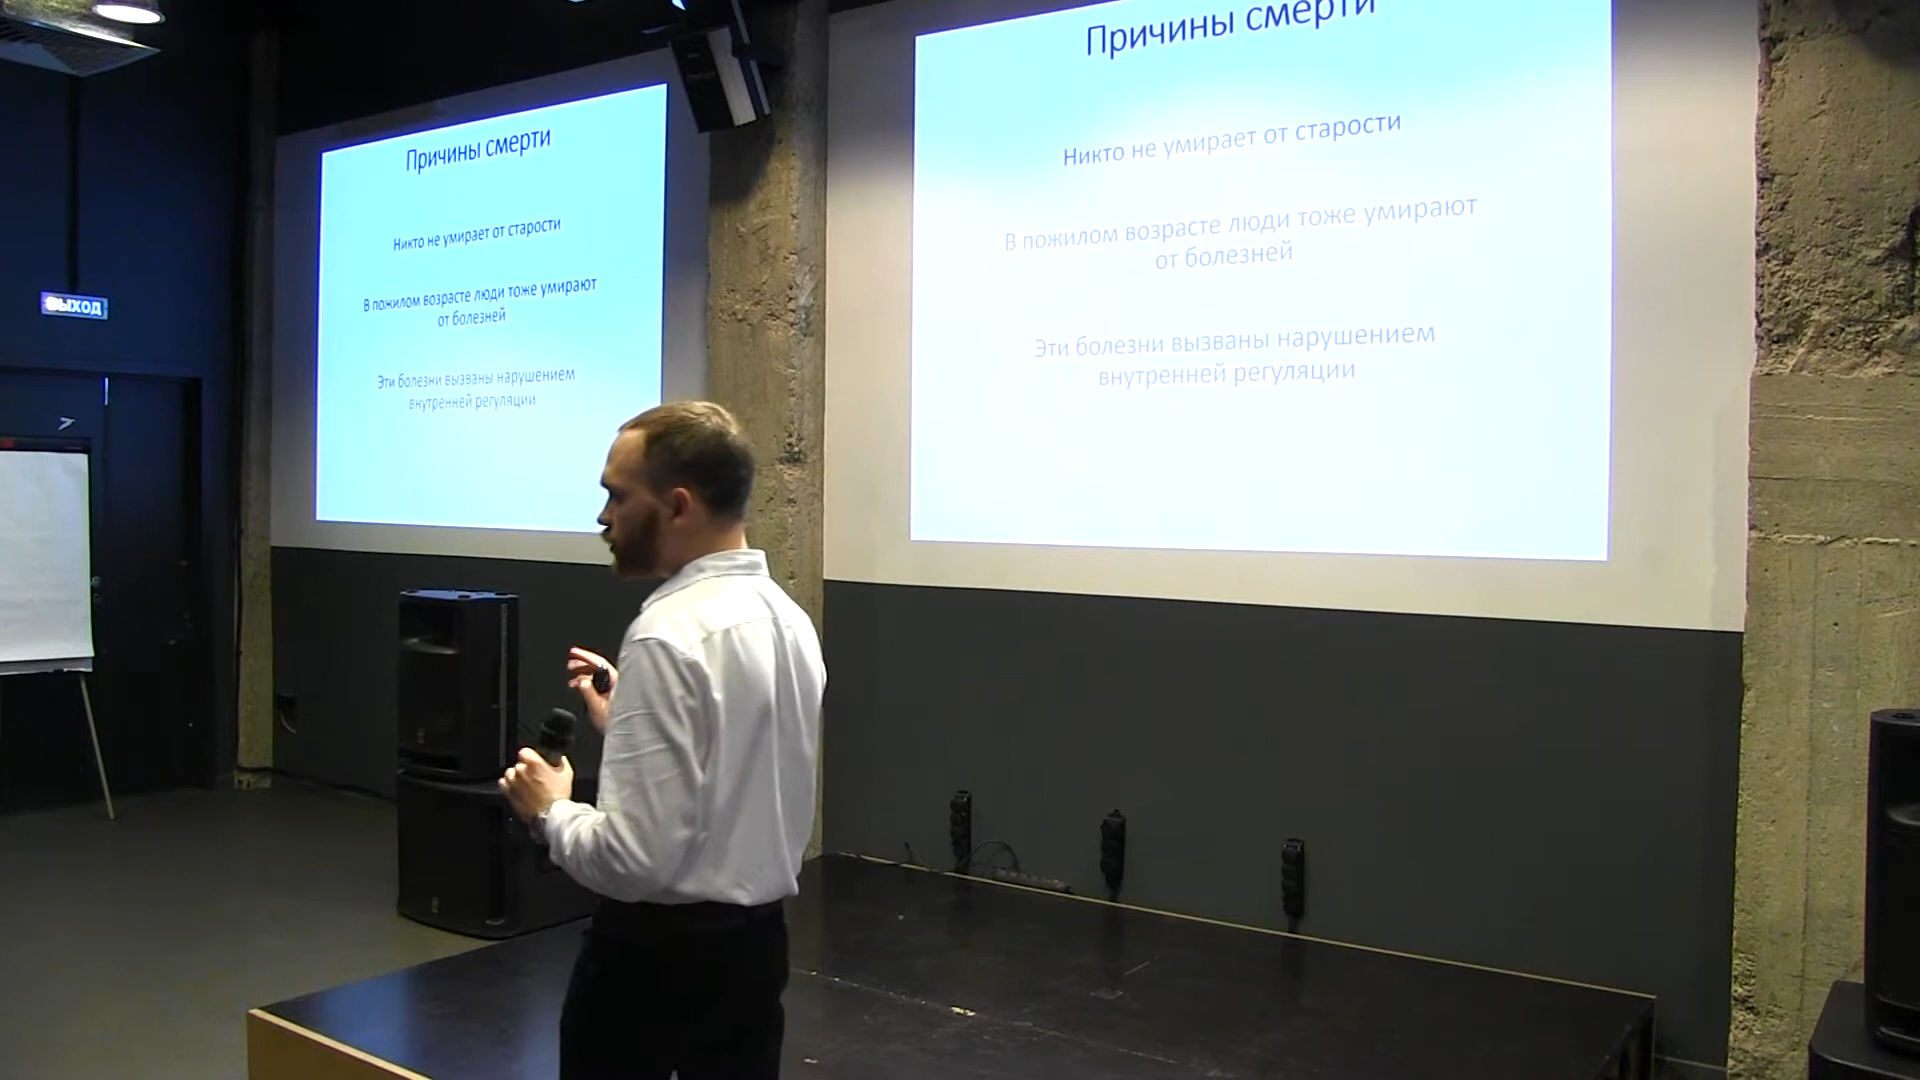 ВЫХОД
Причины смерти
Никто не умирает от старости
В пожилом возрасте люди тоже умирают
от болезней
Эти болезни вызваны нарушением
внутренней регуляции
Причины смерти
Никто не умирает от старости
В пожилом возрасте люди тоже умирают
от болезней
Эти болезни вызваны нарушением
внутренней регуляции